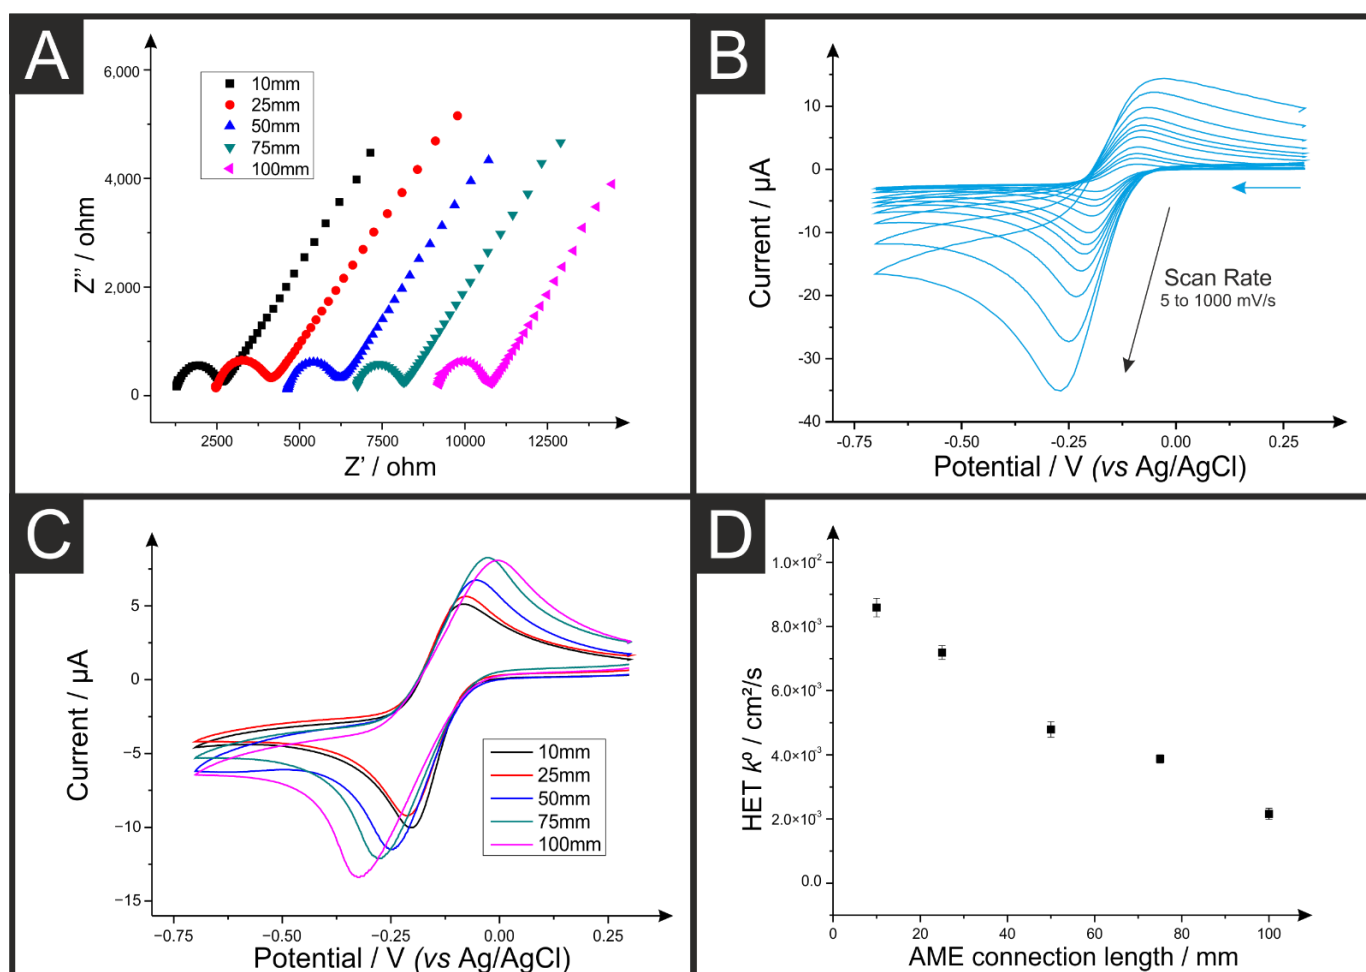 A
6,000
4,000
2,000
0
Z'' / ohm
10mm
25mm
50mm
75mm
100mm
2500
5000
7500
10000
12500
Z' / ohm
B
10
0
-10
-20
-30
-40
Current / µA
Scan Rate
5 to 1000 mV/s
-0.75
-0.50
-0.25
0.00
0.25
Potential / V (vs Ag/AgCl)
C
5
0
−5
−10
−15
Current / µA
10mm
25mm
50mm
75mm
100mm
−0.75
−0.50
−0.25
0.00
0.25
Potential / V (vs Ag/AgCl)
D
1.0×10⁻²
8.0×10⁻³
6.0×10⁻³
4.0×10⁻³
2.0×10⁻³
0.0
HET k⁰ / cm²/s
0
20
40
60
80
100
AME connection length / mm